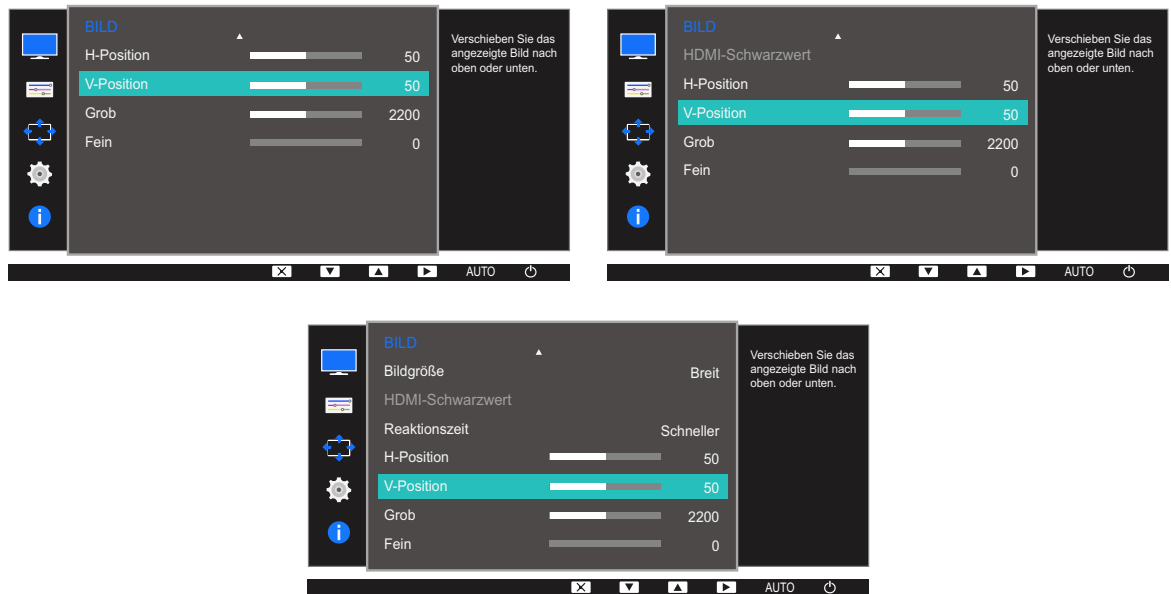 BILD
H-Position 50
V-Position 50
Grob 2200
Fein 0
Verschieben Sie das
angezeigte Bild nach
oben oder unten.
AUTO
BILD
HDMI-Schwarzwert
H-Position 50
V-Position 50
Grob 2200
Fein 0
Verschieben Sie das
angezeigte Bild nach
oben oder unten.
AUTO
BILD
Bildgröße Breit
HDMI-Schwarzwert
Reaktionszeit Schneller
H-Position 50
V-Position 50
Grob 2200
Fein 0
Verschieben Sie das
angezeigte Bild nach
oben oder unten.
AUTO